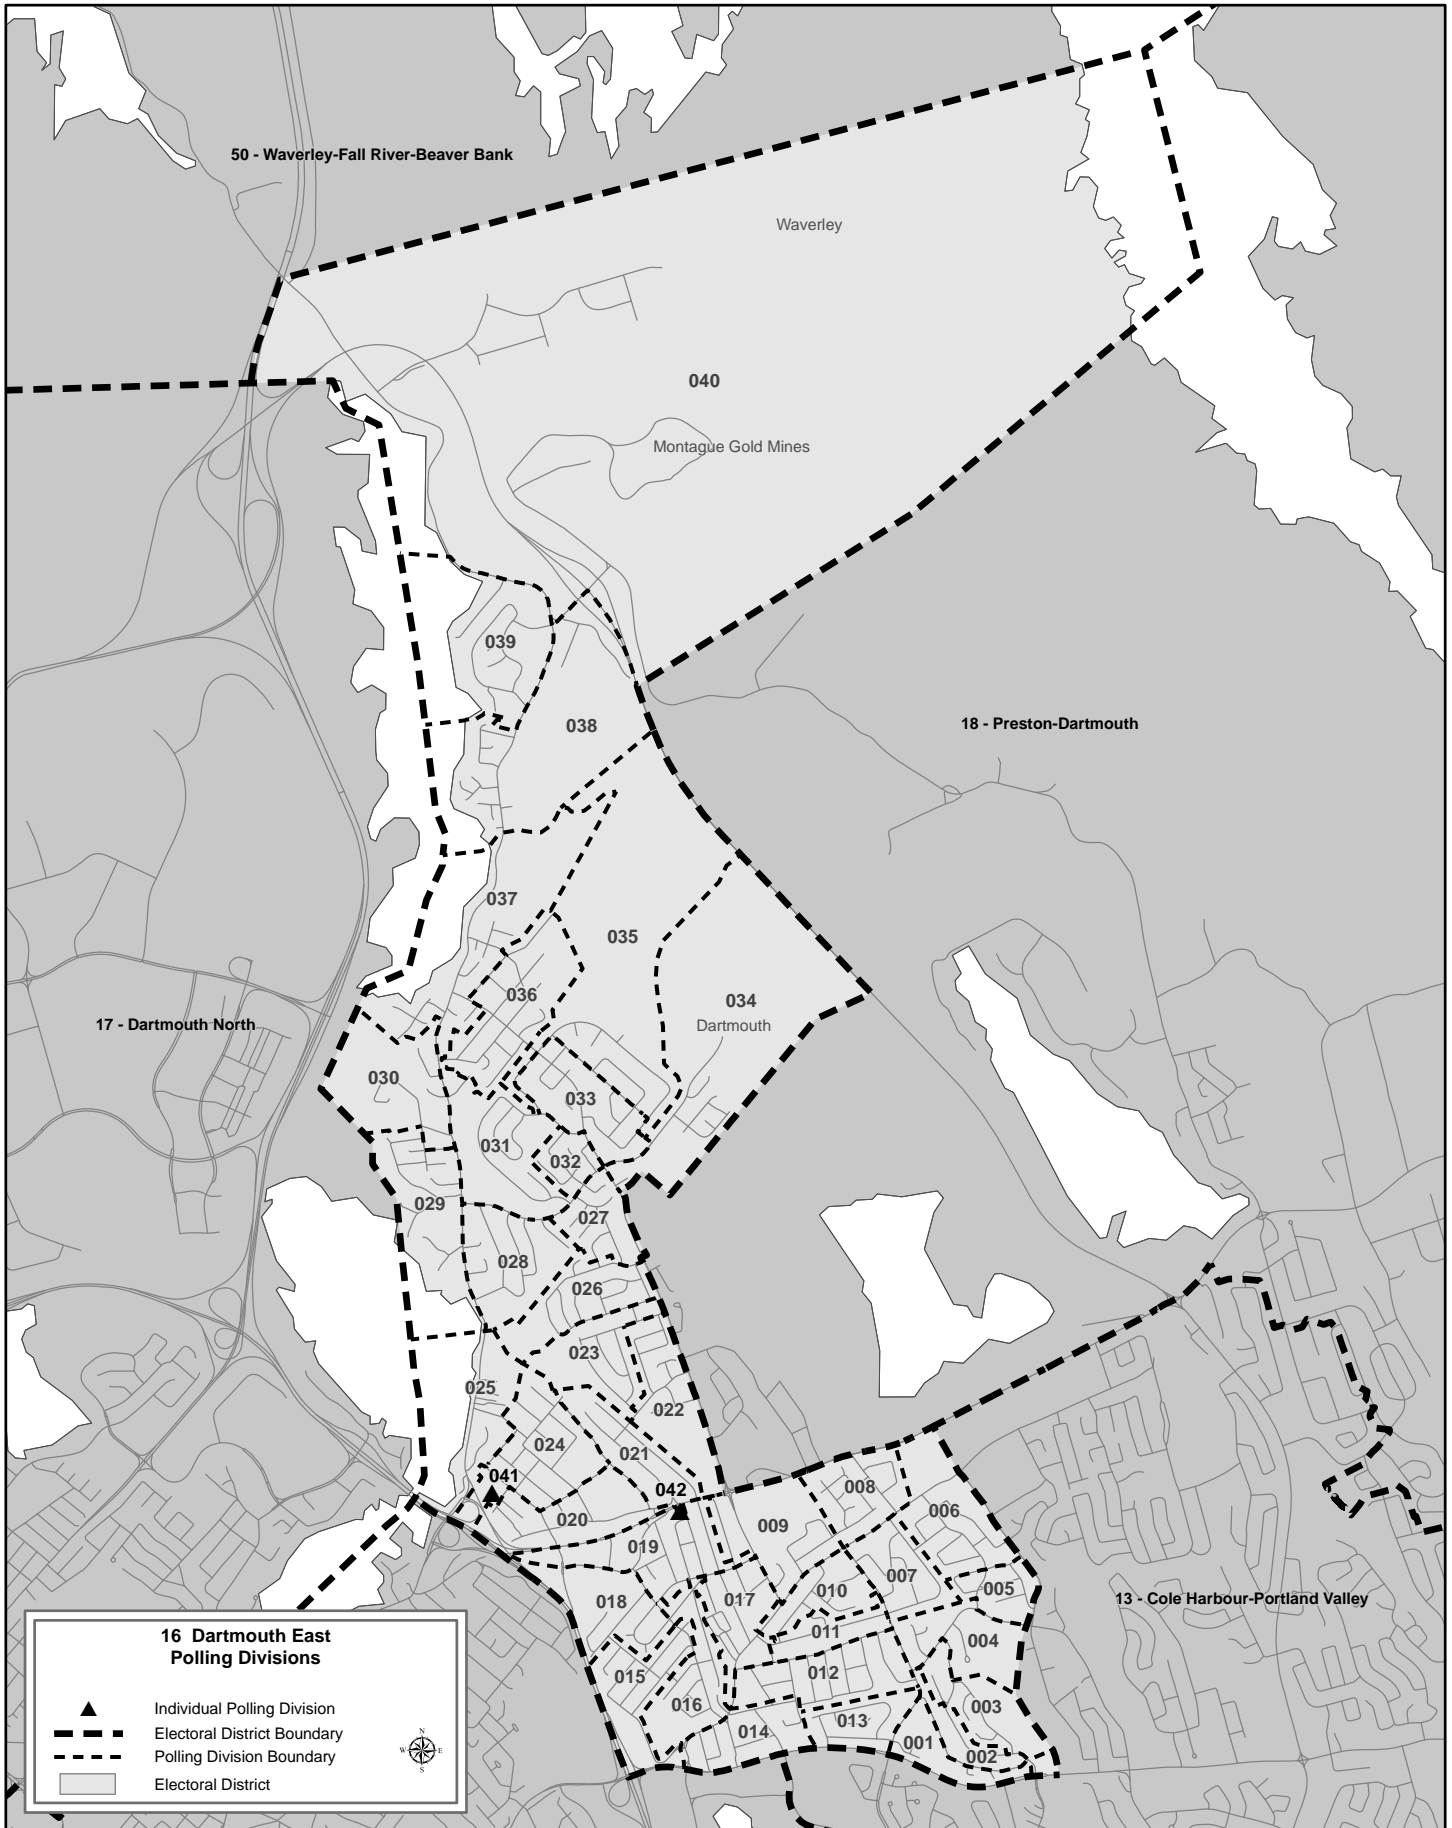 50 - Waverley-Fall River-Beaver Bank
Waverley
040
Montague Gold Mines
039
038
18 - Preston-Dartmouth
037
035
036
034
17 - Dartmouth North
Dartmouth
030
033
031
032
029
027
028
026
023
025
022
024
021
041
042
008
006
020
009
019
007
010
005
018
017
13 - Cole Harbour-Portland Valley
011
004
012
015
016
003
013
014
001
002
16 Dartmouth East
Polling Divisions
Individual Polling Division
Electoral District Boundary
Polling Division Boundary
Electoral District
N
W E
S